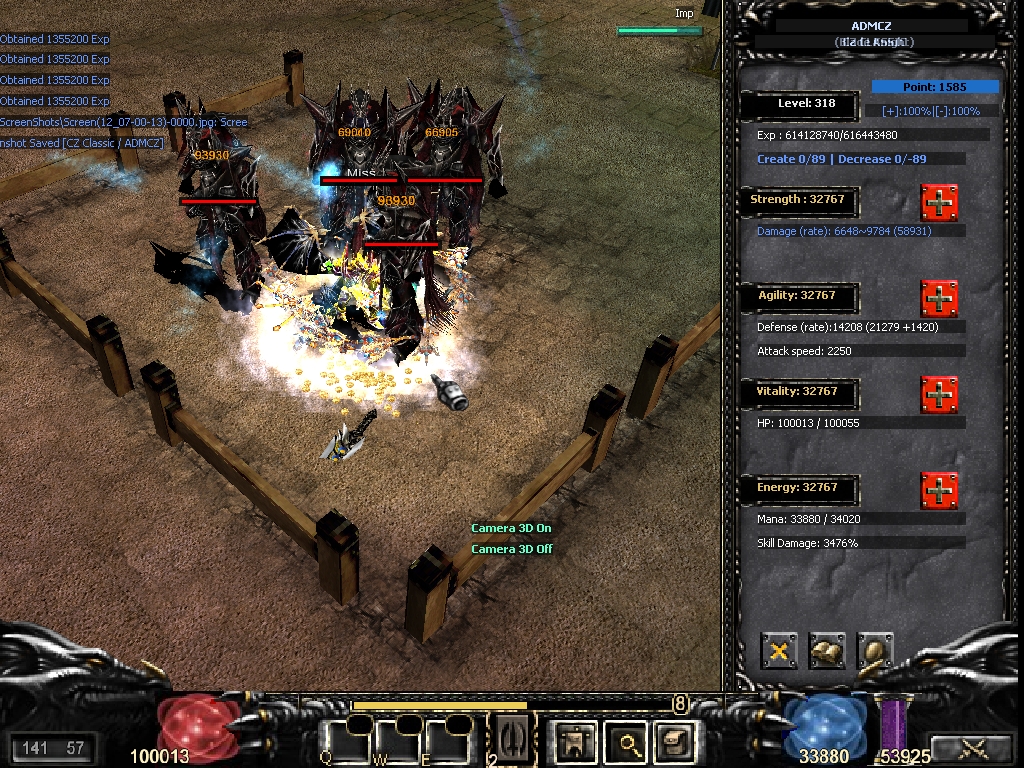 Imp
Obtained 1355200 Exp
Obtained 1355200 Exp
Obtained 1355200 Exp
Obtained 1355200 Exp
ScreenShots\Screen(12_07-00-13)-0000.jpg: Scree
nshot Saved [CZ Classic / ADMCZ]
69010
66905
93930
Miss
93930
Camera 3D On
Camera 3D Off
ADMCZ
Point: 1585
Level: 318
[+]:100%|[-]:100%
Exp : 614128740/616443480
Create 0/89 | Decrease 0/-89
Strength : 32767
Damage (rate): 6648~9784 (58931)
Agility: 32767
Defense (rate):14208 (21279 +1420)
Attack speed: 2250
Vitality: 32767
HP: 100013 / 100055
Energy: 32767
Mana: 33880 / 34020
Skill Damage: 3476%
8
141 57
100013
Q
W
E
2
33880
53925